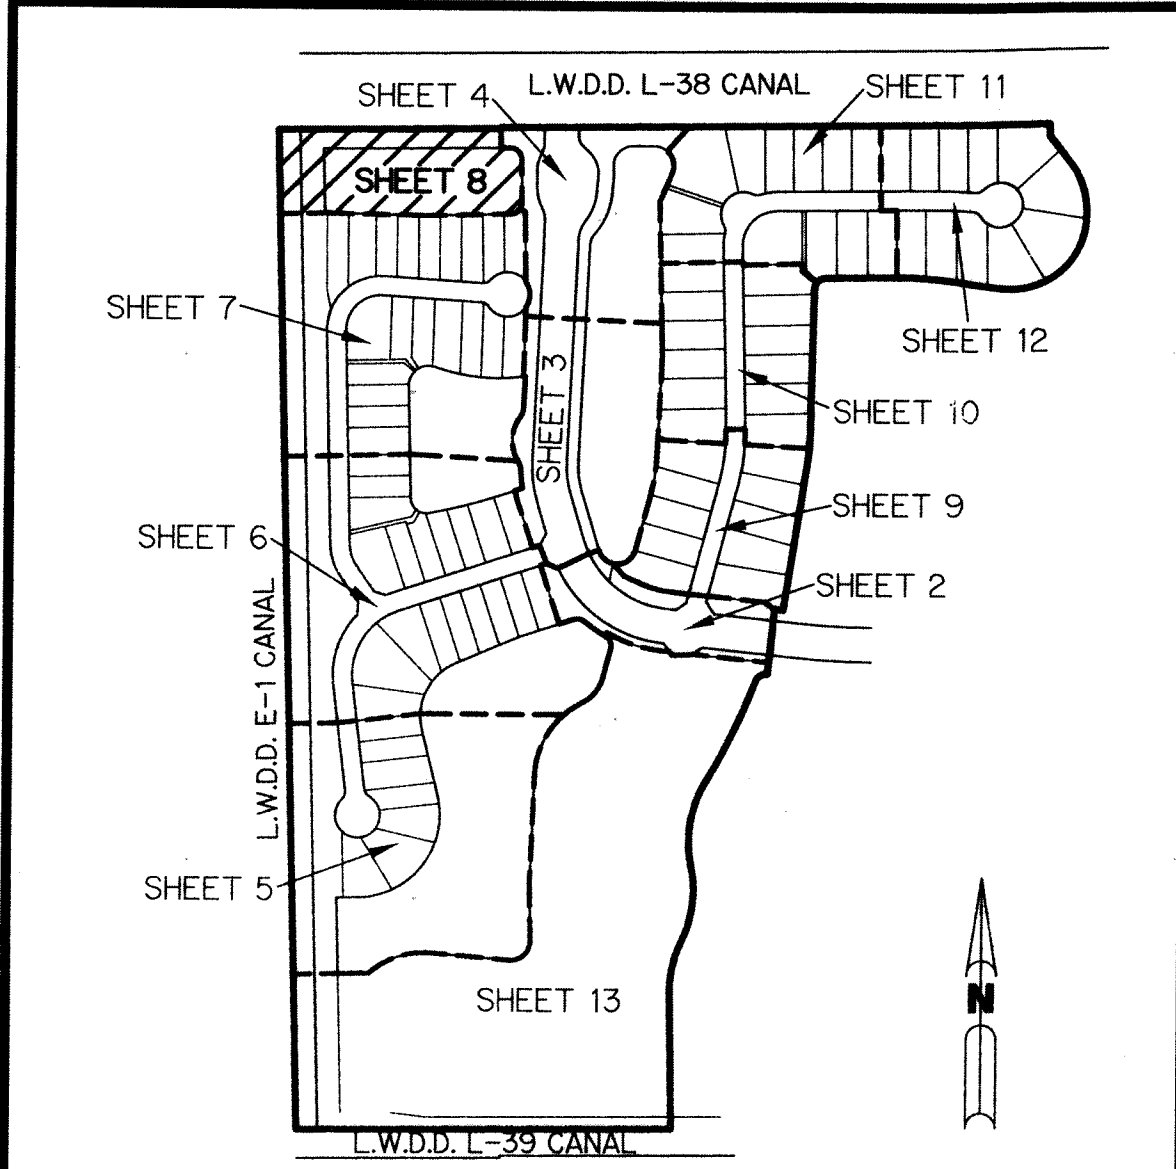 L.W.D.D. L-38 CANAL
SHEET 4
SHEET 11
SHEET 8
SHEET 7
SHEET 12
SHEET 3
SHEET 10
SHEET 9
SHEET 6
SHEET 2
L.W.D.D. E-1 CANAL
SHEET 5
SHEET 13
N
L.W.D.D. L-39 CANAL